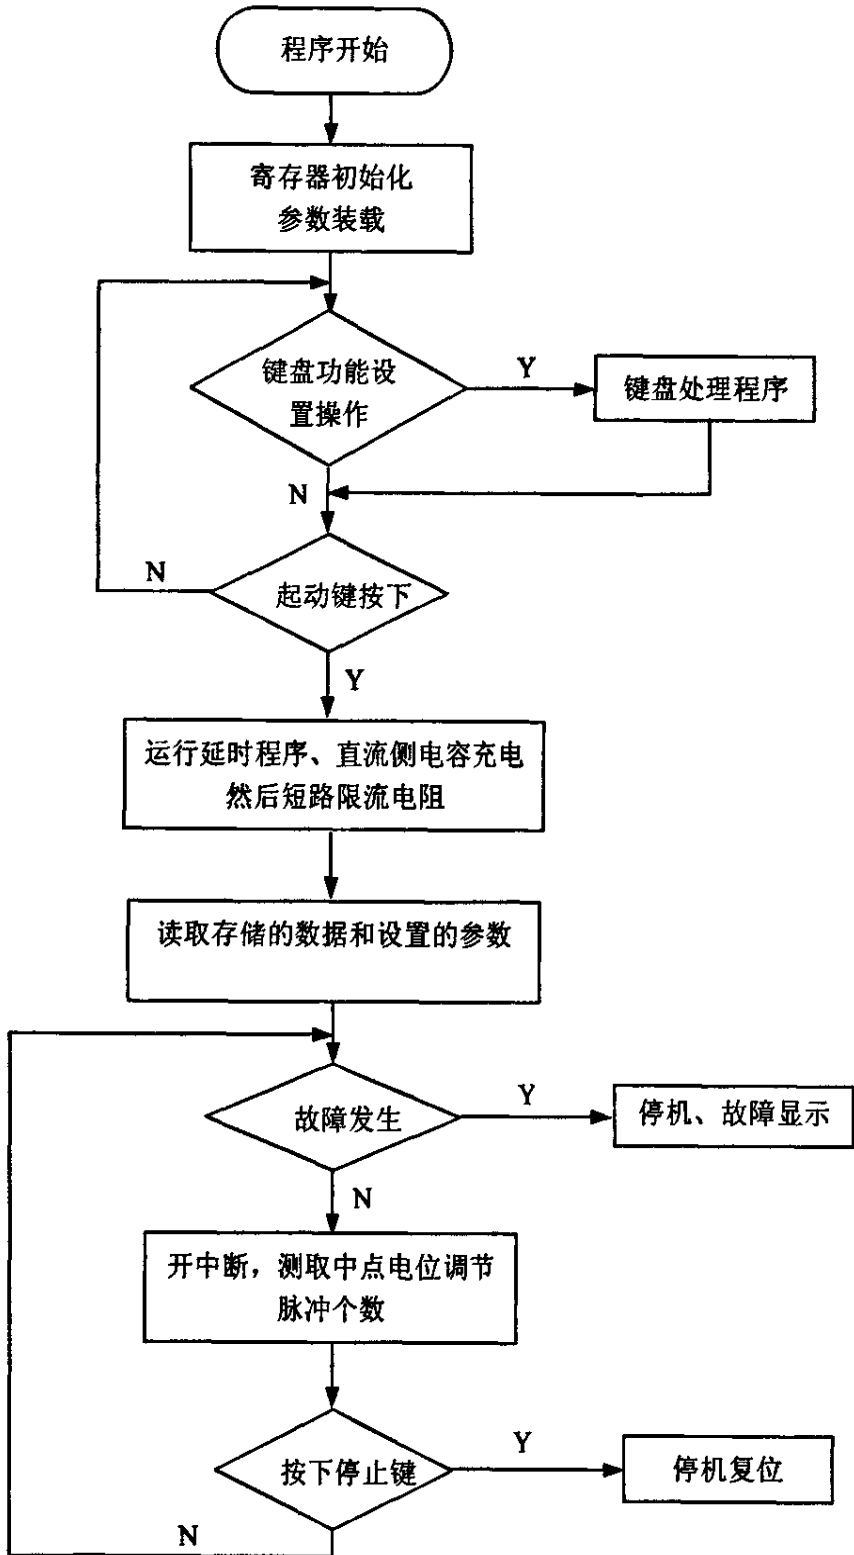 程序开始
寄存器初始化
参数装载
键盘功能设
置操作
Y
键盘处理程序
N
N
起动键按下
Y
运行延时程序、直流侧电容充电
然后短路限流电阻
读取存储的数据和设置的参数
故障发生
Y
停机、故障显示
N
开中断，测取中点电位调节
脉冲个数
按下停止键
Y
停机复位
N